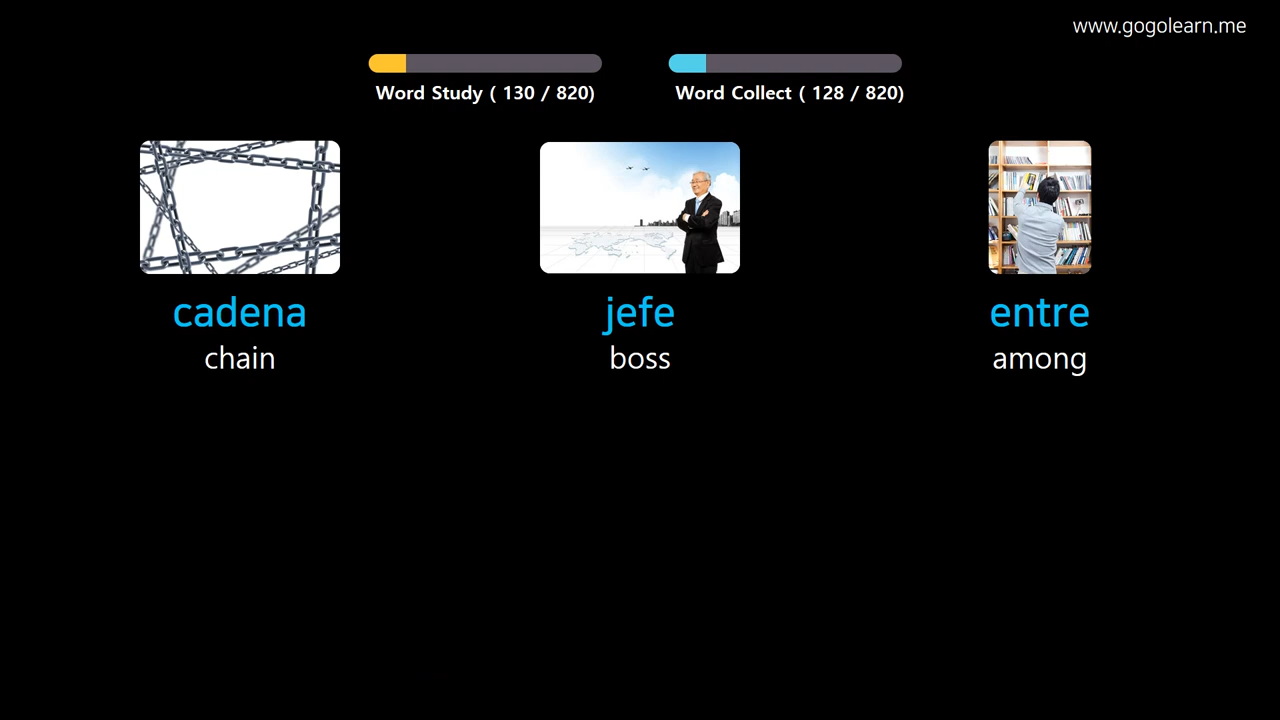 www.gogolearn.me
Word Study ( 130 / 820)
Word Collect ( 128 / 820)
cadena
chain
jefe
boss
entre
among